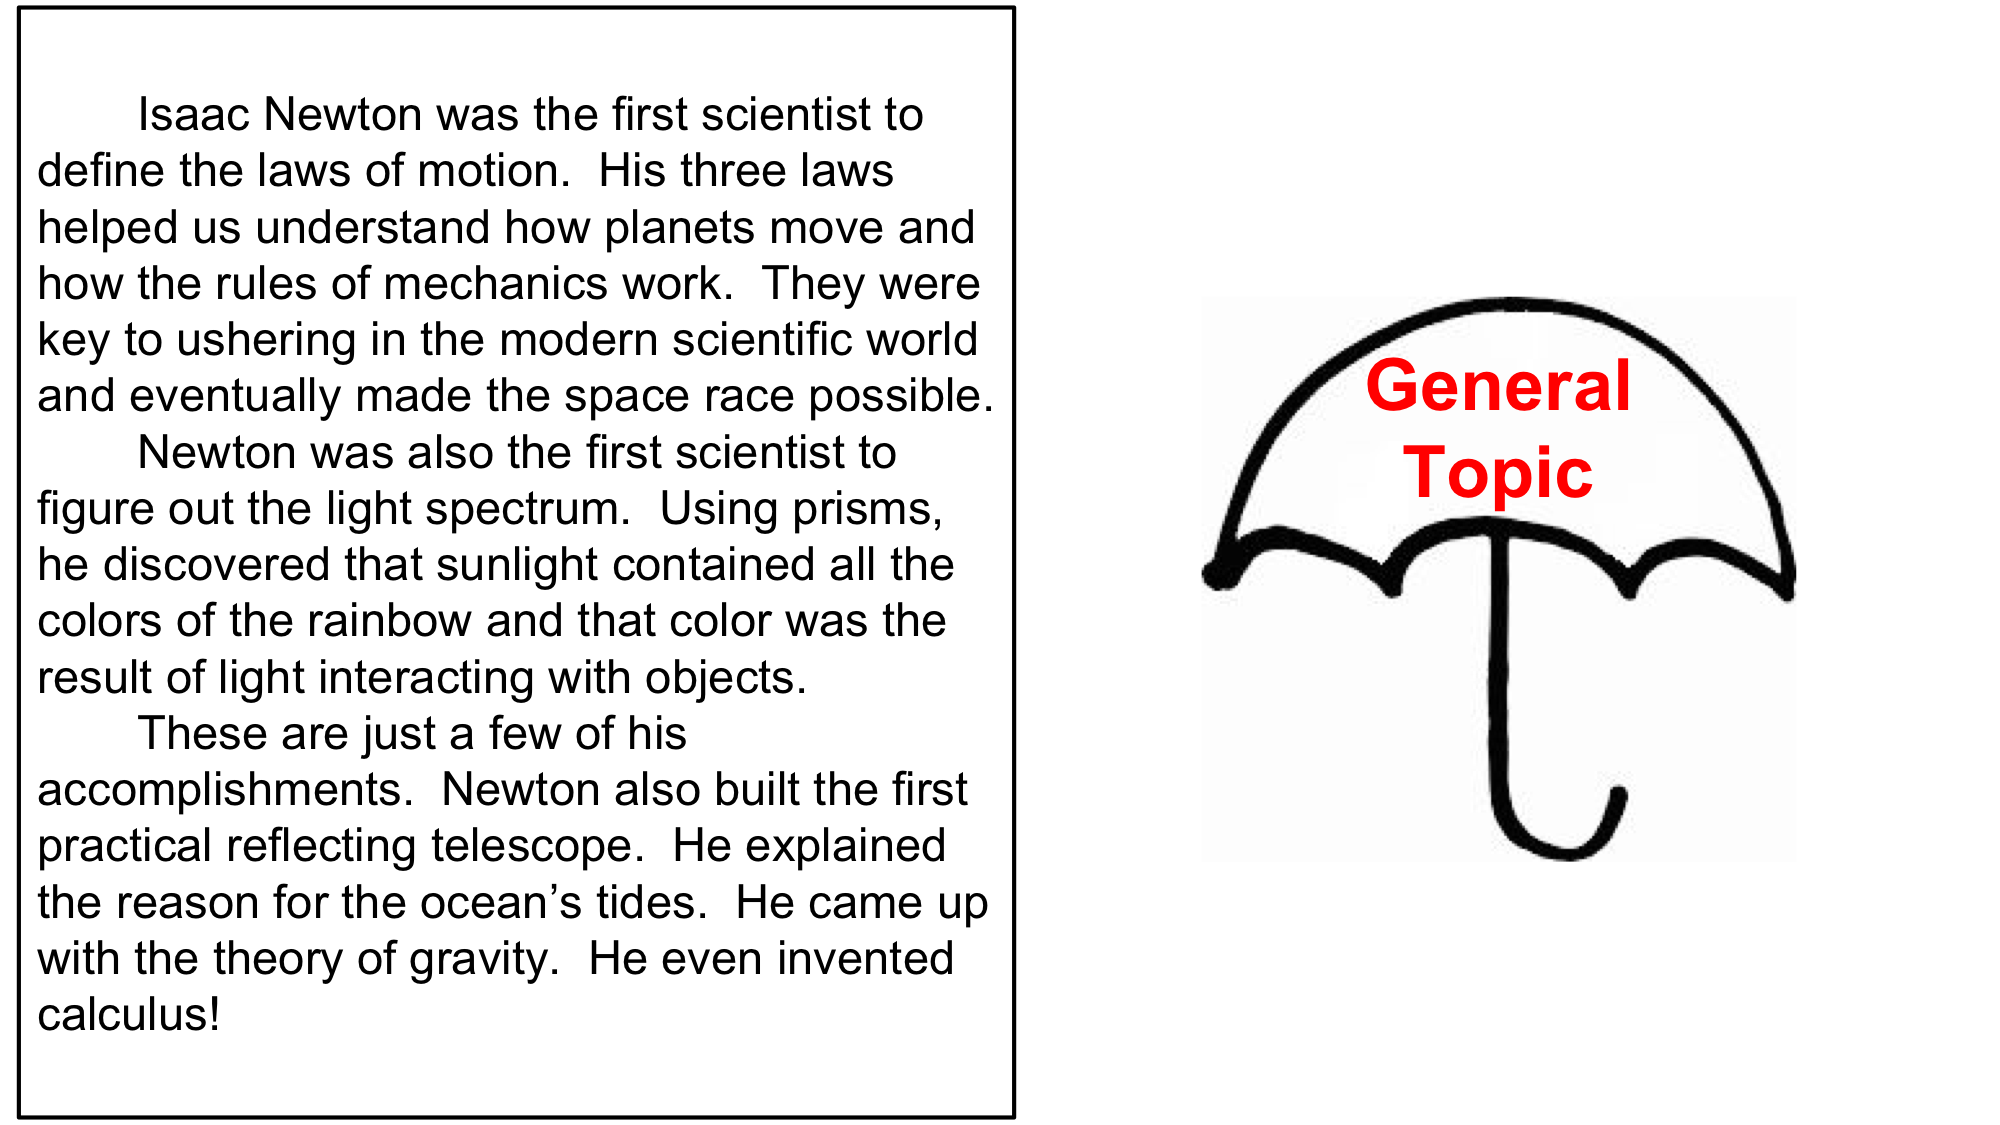 Isaac Newton was the first scientist to
define the laws of motion.  His three laws
helped us understand how planets move and
how the rules of mechanics work.  They were
key to ushering in the modern scientific world
and eventually made the space race possible.
Newton was also the first scientist to
figure out the light spectrum.  Using prisms,
he discovered that sunlight contained all the
colors of the rainbow and that color was the
result of light interacting with objects.
These are just a few of his
accomplishments.  Newton also built the first
practical reflecting telescope.  He explained
the reason for the ocean’s tides.  He came up
with the theory of gravity.  He even invented
calculus!
General
Topic